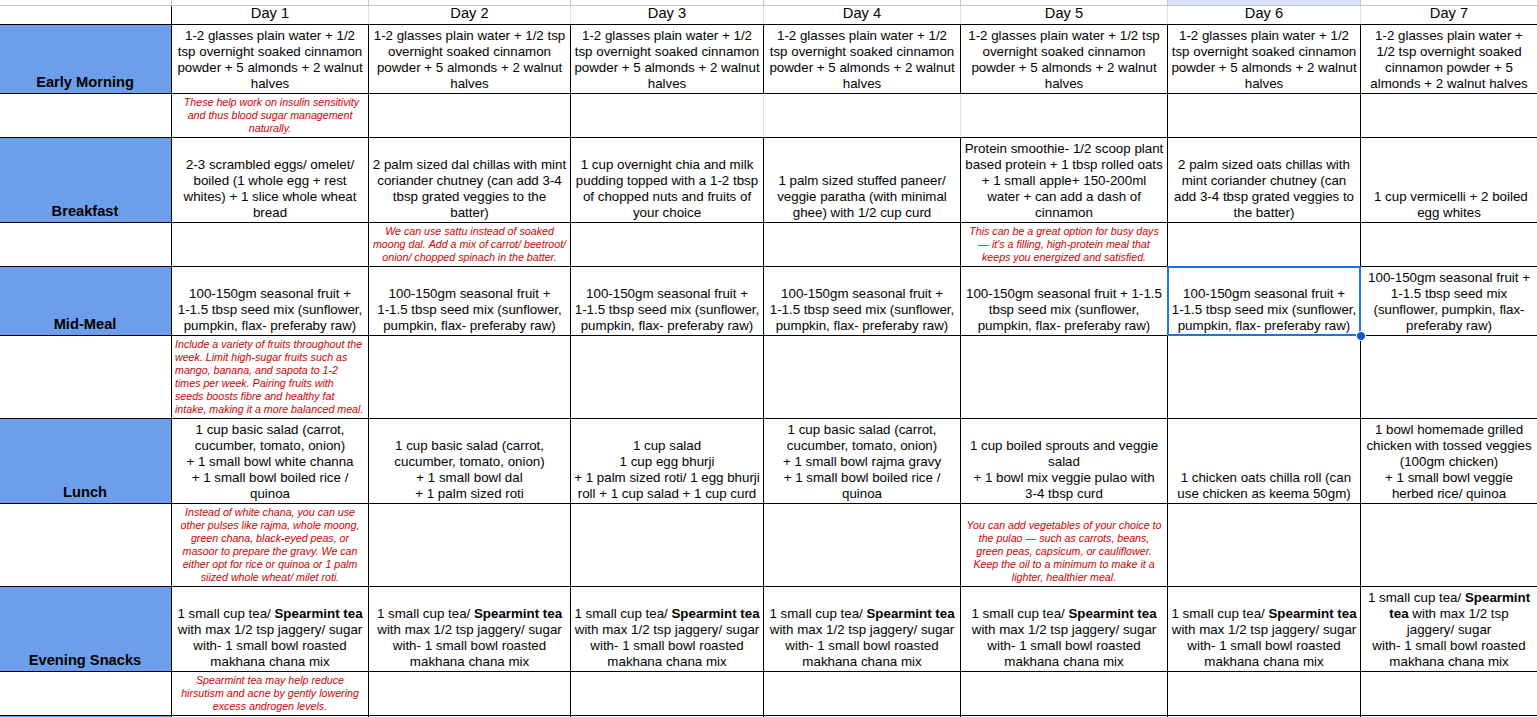 Day 1
Day 2
Day 3
Day 4
Day 5
Day 6
Day 7
Early Morning
1-2 glasses plain water + 1/2
tsp overnight soaked cinnamon
powder + 5 almonds + 2 walnut
halves
1-2 glasses plain water + 1/2 tsp
overnight soaked cinnamon
powder + 5 almonds + 2 walnut
halves
1-2 glasses plain water + 1/2
tsp overnight soaked cinnamon
powder + 5 almonds + 2 walnut
halves
1-2 glasses plain water + 1/2
tsp overnight soaked cinnamon
powder + 5 almonds + 2 walnut
halves
1-2 glasses plain water + 1/2 tsp
overnight soaked cinnamon
powder + 5 almonds + 2 walnut
halves
1-2 glasses plain water + 1/2
tsp overnight soaked cinnamon
powder + 5 almonds + 2 walnut
halves
1-2 glasses plain water +
1/2 tsp overnight soaked
cinnamon powder + 5
almonds + 2 walnut halves
These help work on insulin sensitivity
and thus blood sugar management
naturally.
Breakfast
2-3 scrambled eggs/ omelet/
boiled (1 whole egg + rest
whites) + 1 slice whole wheat
bread
2 palm sized dal chillas with mint
coriander chutney (can add 3-4
tbsp grated veggies to the
batter)
1 cup overnight chia and milk
pudding topped with a 1-2 tbsp
of chopped nuts and fruits of
your choice
1 palm sized stuffed paneer/
veggie paratha (with minimal
ghee) with 1/2 cup curd
Protein smoothie- 1/2 scoop plant
based protein + 1 tbsp rolled oats
+ 1 small apple+ 150-200ml
water + can add a dash of
cinnamon
2 palm sized oats chillas with
mint coriander chutney (can
add 3-4 tbsp grated veggies to
the batter)
1 cup vermicelli + 2 boiled
egg whites
We can use sattu instead of soaked
moong dal. Add a mix of carrot/ beetroot/
onion/ chopped spinach in the batter.
This can be a great option for busy days
— it's a filling, high-protein meal that
keeps you energized and satisfied.
Mid-Meal
100-150gm seasonal fruit +
1-1.5 tbsp seed mix (sunflower,
pumpkin, flax- preferaby raw)
100-150gm seasonal fruit +
1-1.5 tbsp seed mix (sunflower,
pumpkin, flax- preferaby raw)
100-150gm seasonal fruit +
1-1.5 tbsp seed mix (sunflower,
pumpkin, flax- preferaby raw)
100-150gm seasonal fruit +
1-1.5 tbsp seed mix (sunflower,
pumpkin, flax- preferaby raw)
100-150gm seasonal fruit + 1-1.5
tbsp seed mix (sunflower,
pumpkin, flax- preferaby raw)
100-150gm seasonal fruit +
1-1.5 tbsp seed mix (sunflower,
pumpkin, flax- preferaby raw)
100-150gm seasonal fruit +
1-1.5 tbsp seed mix
(sunflower, pumpkin, flax-
preferaby raw)
Include a variety of fruits throughout the
week. Limit high-sugar fruits such as
mango, banana, and sapota to 1-2
times per week. Pairing fruits with
seeds boosts fibre and healthy fat
intake, making it a more balanced meal.
Lunch
1 cup basic salad (carrot,
cucumber, tomato, onion)
+ 1 small bowl white channa
+ 1 small bowl boiled rice /
quinoa
1 cup basic salad (carrot,
cucumber, tomato, onion)
+ 1 small bowl dal
+ 1 palm sized roti
1 cup salad
1 cup egg bhurji
+ 1 palm sized roti/ 1 egg bhurji
roll + 1 cup salad + 1 cup curd
1 cup basic salad (carrot,
cucumber, tomato, onion)
+ 1 small bowl rajma gravy
+ 1 small bowl boiled rice /
quinoa
1 cup boiled sprouts and veggie
salad
+ 1 bowl mix veggie pulao with
3-4 tbsp curd
1 chicken oats chilla roll (can
use chicken as keema 50gm)
1 bowl homemade grilled
chicken with tossed veggies
(100gm chicken)
+ 1 small bowl veggie
herbed rice/ quinoa
Instead of white chana, you can use
other pulses like rajma, whole moong,
green chana, black-eyed peas, or
masoor to prepare the gravy. We can
either opt for rice or quinoa or 1 palm
siized whole wheat/ milet roti.
You can add vegetables of your choice to
the pulao — such as carrots, beans,
green peas, capsicum, or cauliflower.
Keep the oil to a minimum to make it a
lighter, healthier meal.
Evening Snacks
1 small cup tea/ Spearmint tea
with max 1/2 tsp jaggery/ sugar
with- 1 small bowl roasted
makhana chana mix
1 small cup tea/ Spearmint tea
with max 1/2 tsp jaggery/ sugar
with- 1 small bowl roasted
makhana chana mix
1 small cup tea/ Spearmint tea
with max 1/2 tsp jaggery/ sugar
with- 1 small bowl roasted
makhana chana mix
1 small cup tea/ Spearmint tea
with max 1/2 tsp jaggery/ sugar
with- 1 small bowl roasted
makhana chana mix
1 small cup tea/ Spearmint tea
with max 1/2 tsp jaggery/ sugar
with- 1 small bowl roasted
makhana chana mix
1 small cup tea/ Spearmint tea
with max 1/2 tsp jaggery/ sugar
with- 1 small bowl roasted
makhana chana mix
1 small cup tea/ Spearmint
tea with max 1/2 tsp
jaggery/ sugar
with- 1 small bowl roasted
makhana chana mix
Spearmint tea may help reduce
hirsutism and acne by gently lowering
excess androgen levels.